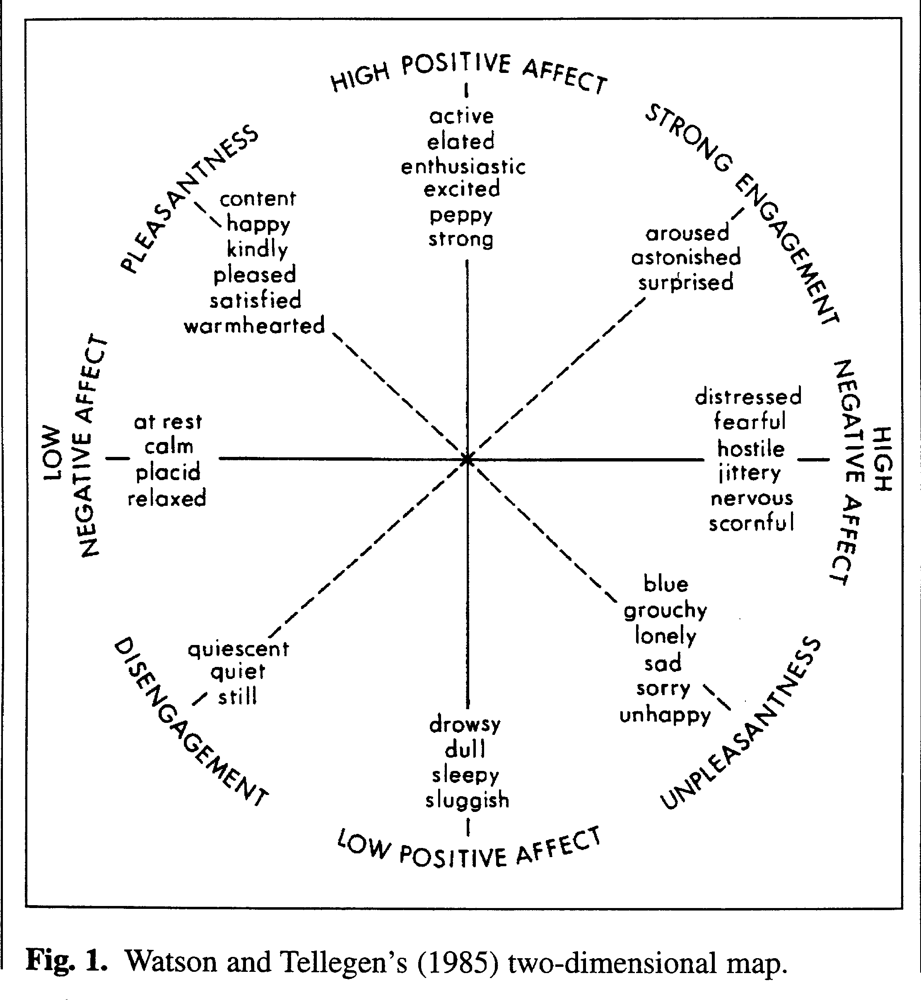 HIGH POSITIVE AFFECT
active
elated
enthusiastic
excited
peppy
strong
STRONG ENGAGEMENT
aroused
astonished
surprised
HIGH
NEGATIVE AFFECT
distressed
fearful
hostile
jittery
nervous
scornful
UNPLEASANTNESS
blue
grouchy
lonely
sad
sorry
unhappy
LOW POSITIVE AFFECT
drowsy
dull
sleepy
sluggish
DISENGAGEMENT
quiescent
quiet
still
LOW
NEGATIVE AFFECT
at rest
calm
placid
relaxed
PLEASANTNESS
content
happy
kindly
pleased
satisfied
warmhearted
Fig. 1. Watson and Tellegen's (1985) two-dimensional map.